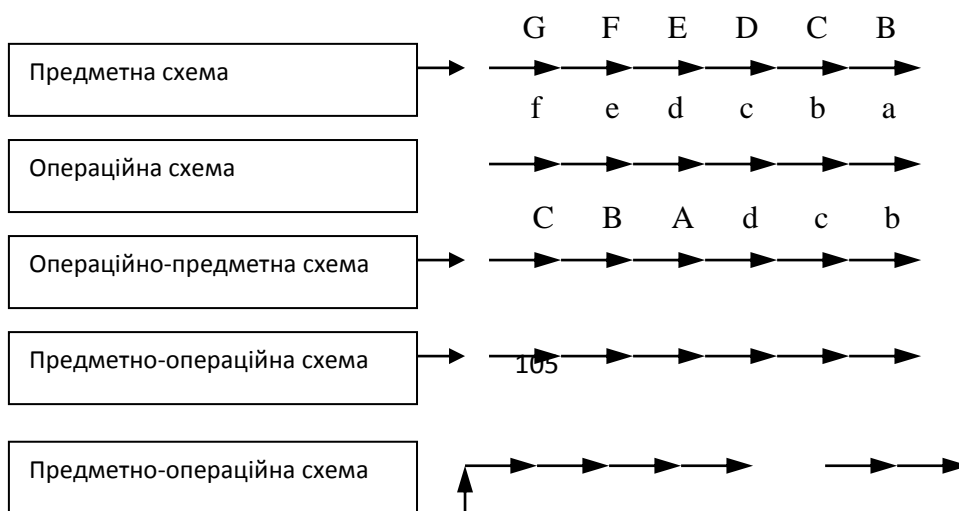 G F E D C B
Предметна схема
f e d c b a
Операційна схема
C B A d c b
Операційно-предметна схема
Предметно-операційна схема
105
Предметно-операційна схема